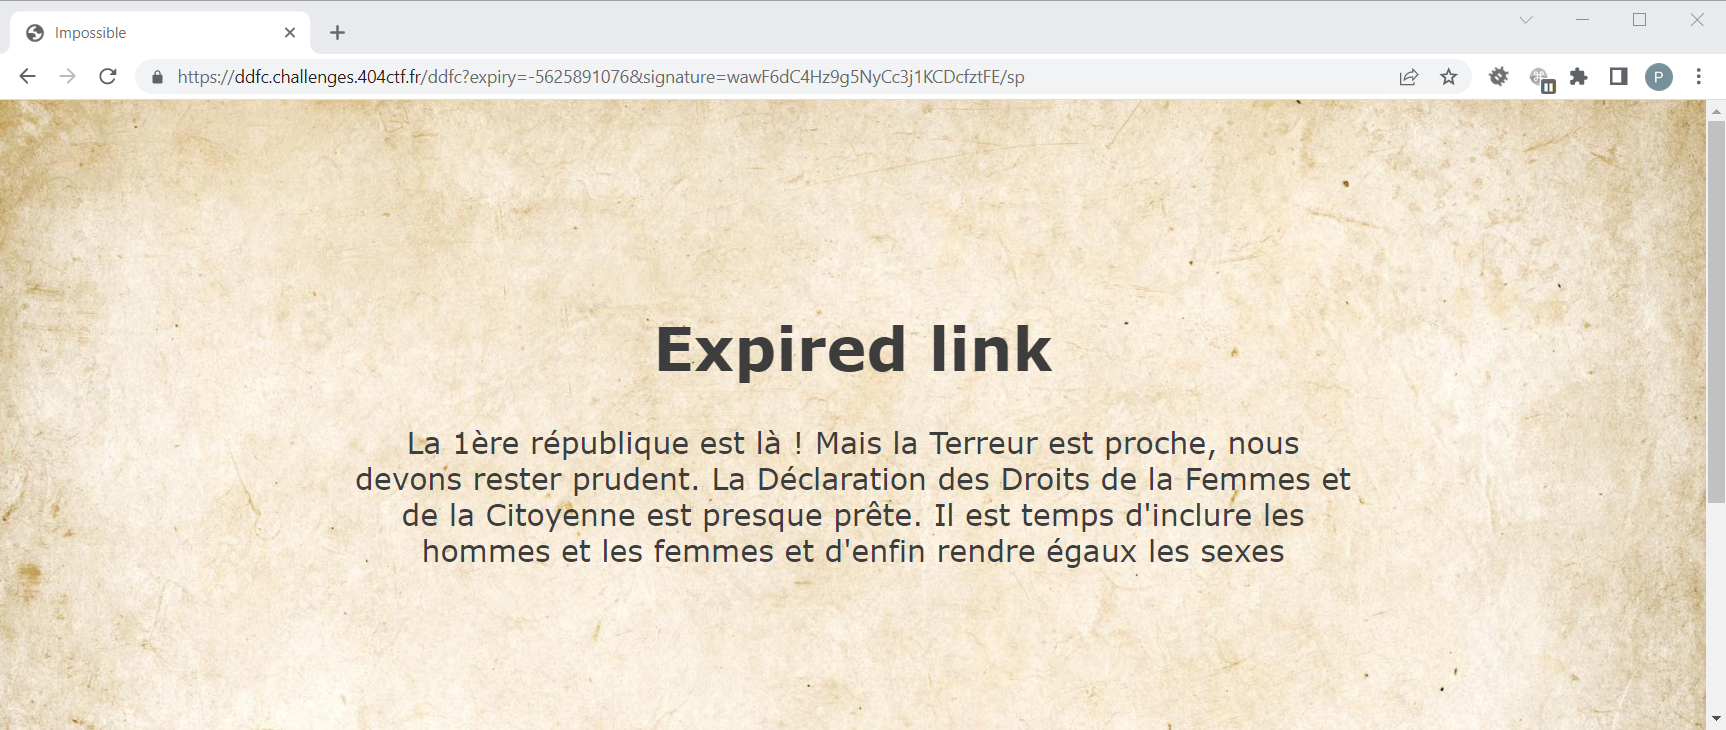 Impossible
https://ddfc.challenges.404ctf.fr/ddfc?expiry=-5625891076&signature=wawF6dC4Hz9g5NyCc3j1KCDcfztFE/sp
P
Expired link
La 1ère république est là ! Mais la Terreur est proche, nous
devons rester prudent. La Déclaration des Droits de la Femmes et
de la Citoyenne est presque prête. Il est temps d'inclure les
hommes et les femmes et d'enfin rendre égaux les sexes